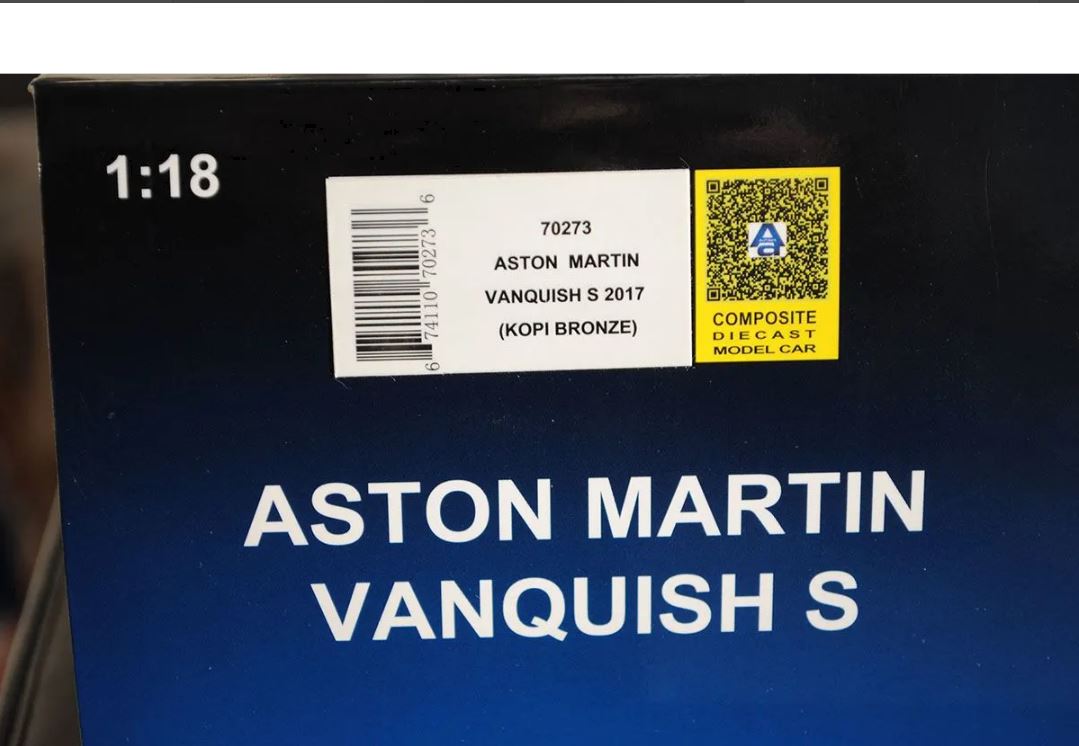 1:18
6 74110 70273 6
70273
ASTON MARTIN
VANQUISH S 2017
(KOPI BRONZE)
COMPOSITE
DIECAST
MODEL CAR
ASTON MARTIN
VANQUISH S